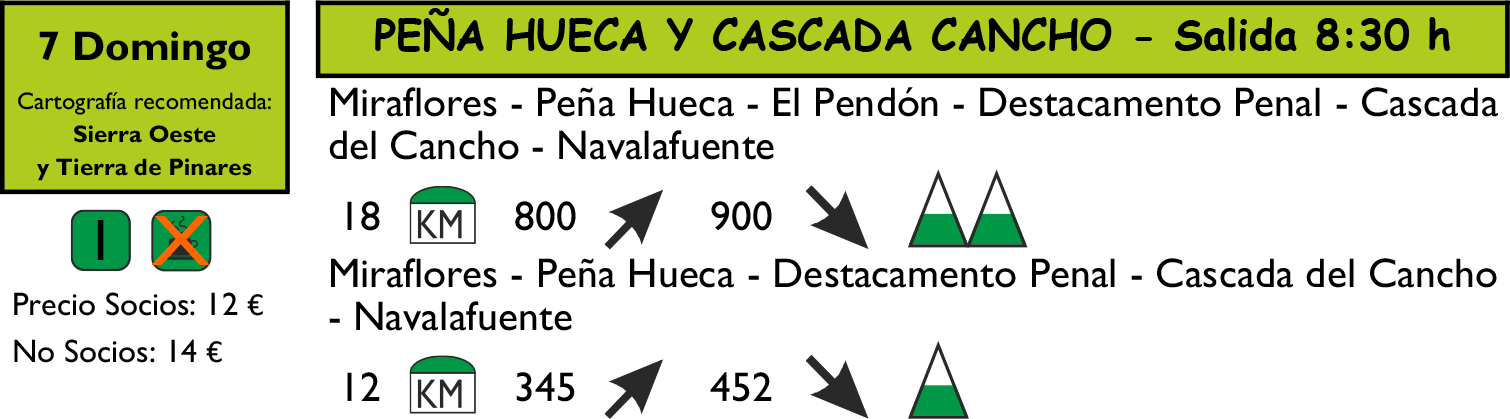 7 Domingo
Cartografía recomendada:
Sierra Oeste
y Tierra de Pinares
I
Precio Socios: 12 €
No Socios: 14 €
PEÑA HUECA Y CASCADA CANCHO - Salida 8:30 h
Miraflores - Peña Hueca - El Pendón - Destacamento Penal - Cascada
del Cancho - Navalafuente
18 KM 800 900
Miraflores - Peña Hueca - Destacamento Penal - Cascada del Cancho
- Navalafuente
12 KM 345 452